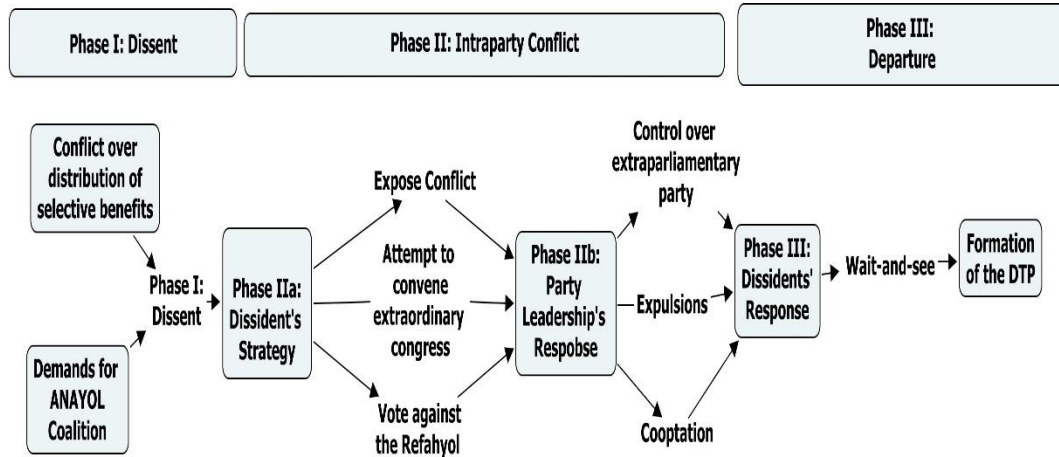 Phase I: Dissent
Phase II: Intraparty Conflict
Phase III:
Departure
Conflict over
distribution of
selective benefits
Demands for
ANAYOL
Coalition
Phase I:
Dissent
Phase IIa:
Dissident's
Strategy
Expose Conflict
Attempt to
convene
extraordinary
congress
Vote against
the Refahyol
Phase IIb:
Party
Leadership's
Respobse
Control over
extraparliamentary
party
Expulsions
Cooptation
Phase III:
Dissidents'
Response
Wait-and-see
Formation
of the DTP